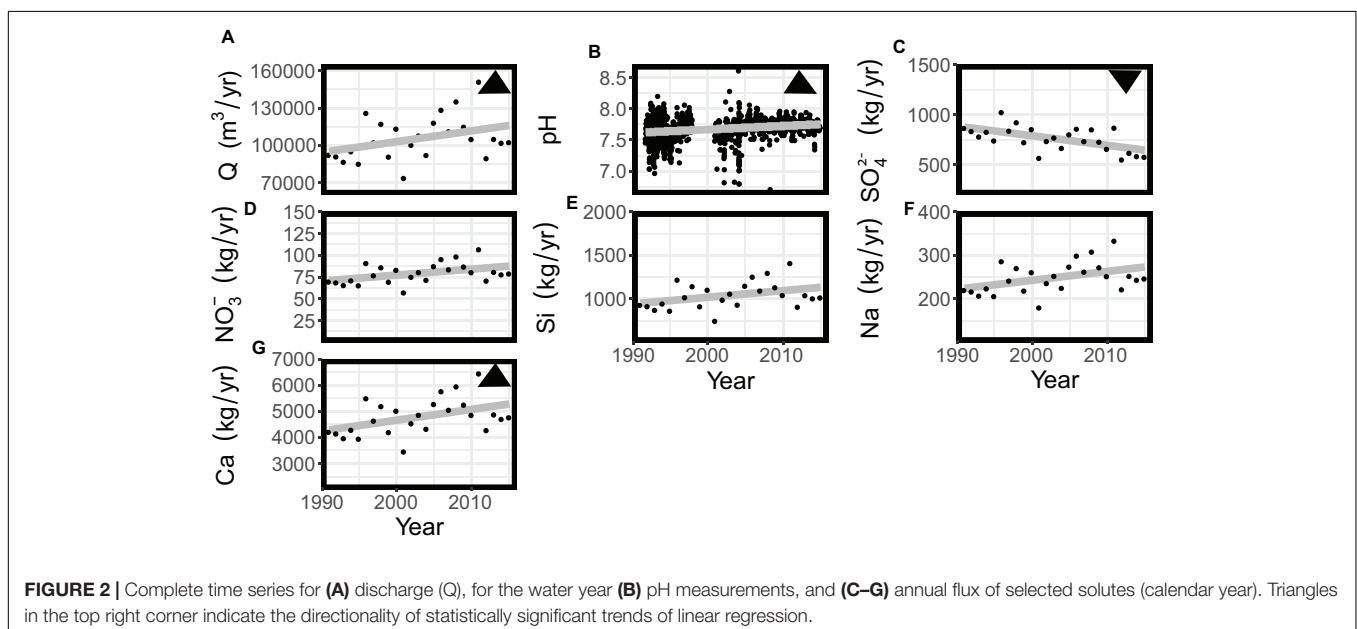 A
B
C
160000
130000
100000
70000
Q (m³/yr)
8.5
8.0
7.5
7.0
pH
1500
1000
500
SO₄²⁻ (kg/yr)
D
E
F
150
125
100
75
50
25
NO₃⁻ (kg/yr)
2000
1500
1000
Si (kg/yr)
1990 2000 2010
Year
400
300
200
Na (kg/yr)
1990 2000 2010
Year
G
7000
6000
5000
4000
3000
Ca (kg/yr)
1990 2000 2010
Year
FIGURE 2 | Complete time series for (A) discharge (Q), for the water year (B) pH measurements, and (C–G) annual flux of selected solutes (calendar year). Triangles
in the top right corner indicate the directionality of statistically significant trends of linear regression.